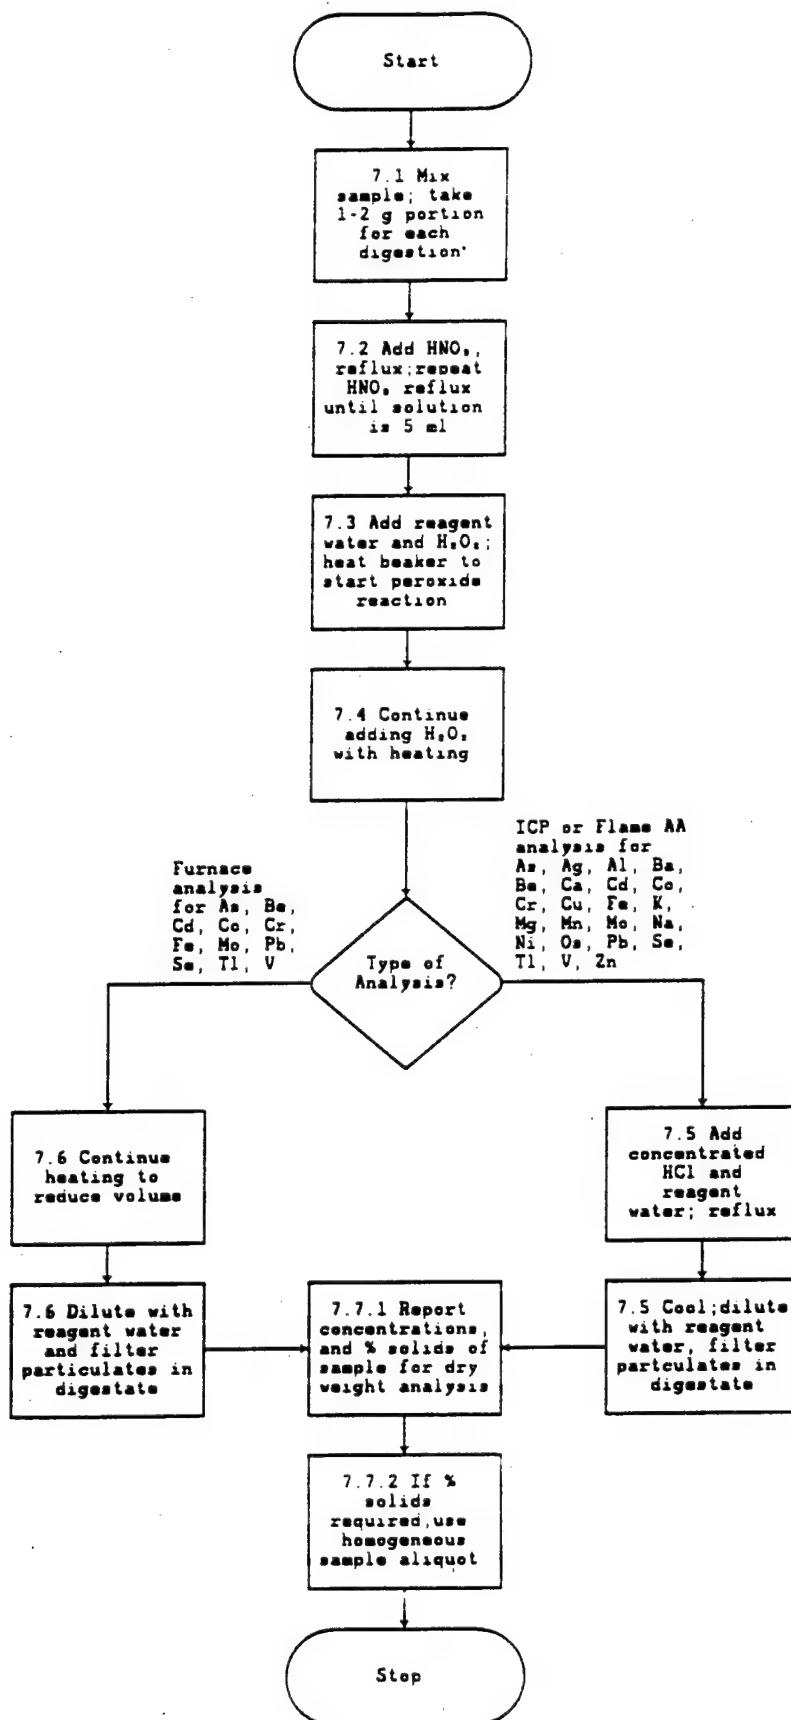 Start
7.1 Mix
sample; take
1-2 g portion
for each
digestion
7.2 Add HNO₃,
reflux;repeat
HNO₃ reflux
until solution
is 5 ml
7.3 Add reagent
water and H₂O₂;
heat beaker to
start peroxide
reaction
7.4 Continue
adding H₂O₂
with heating
Type of
Analysis?
Furnace
analysis
for As, Be,
Cd, Co, Cr,
Fe, Mo, Pb,
Se, Tl, V
ICP or Flame AA
analysis for
As, Ag, Al, Ba,
Be, Ca, Cd, Co,
Cr, Cu, Fe, K,
Mg, Mn, Mo, Na,
Ni, Os, Pb, Se,
Tl, V, Zn
7.6 Continue
heating to
reduce volume
7.6 Dilute with
reagent water
and filter
particulates in
digestate
7.5 Add
concentrated
HCl and
reagent
water; reflux
7.5 Cool;dilute
with reagent
water, filter
partculates in
digestate
7.7.1 Report
concentrations,
and % solids of
sample for dry
weight analysis
7.7.2 If %
solids
required,use
homogeneous
sample aliquot
Stop